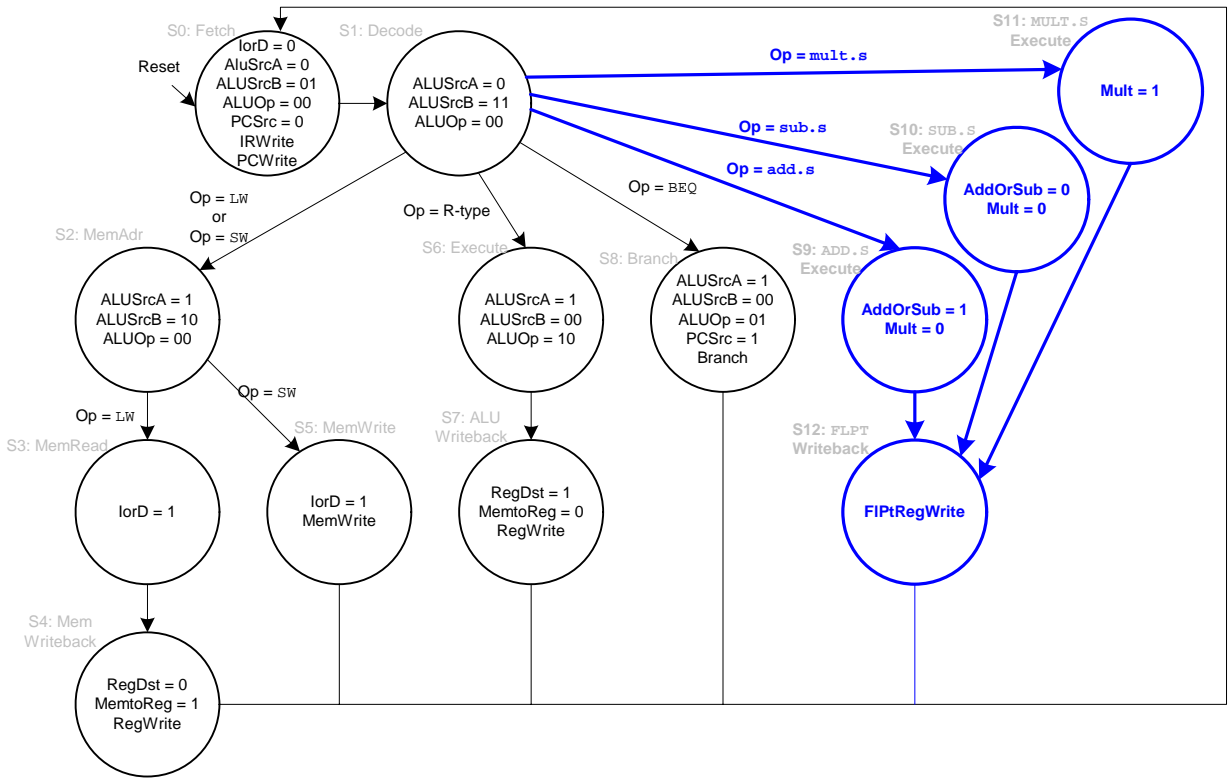 S0: Fetch
IorD = 0
AluSrcA = 0
ALUSrcB = 01
ALUOp = 00
PCSrc = 0
IRWrite
PCWrite
Reset
S1: Decode
ALUSrcA = 0
ALUSrcB = 11
ALUOp = 00
Op = mult.s
S11: MULT.s
Execute
Mult = 1
Op = sub.s
S10: SUB.s
Execute
AddOrSub = 0
Mult = 0
Op = add.s
S9: ADD.s
Execute
AddOrSub = 1
Mult = 0
Op = LW
or
Op = SW
S2: MemAdr
ALUSrcA = 1
ALUSrcB = 10
ALUOp = 00
Op = R-type
S6: Execute
ALUSrcA = 1
ALUSrcB = 00
ALUOp = 10
Op = BEQ
S8: Branch
ALUSrcA = 1
ALUSrcB = 00
ALUOp = 01
PCSrc = 1
Branch
Op = LW
S3: MemRead
IorD = 1
Op = SW
S5: MemWrite
IorD = 1
MemWrite
S7: ALU
Writeback
RegDst = 1
MemtoReg = 0
RegWrite
S12: FLPT
Writeback
FlPtRegWrite
S4: Mem
Writeback
RegDst = 0
MemtoReg = 1
RegWrite